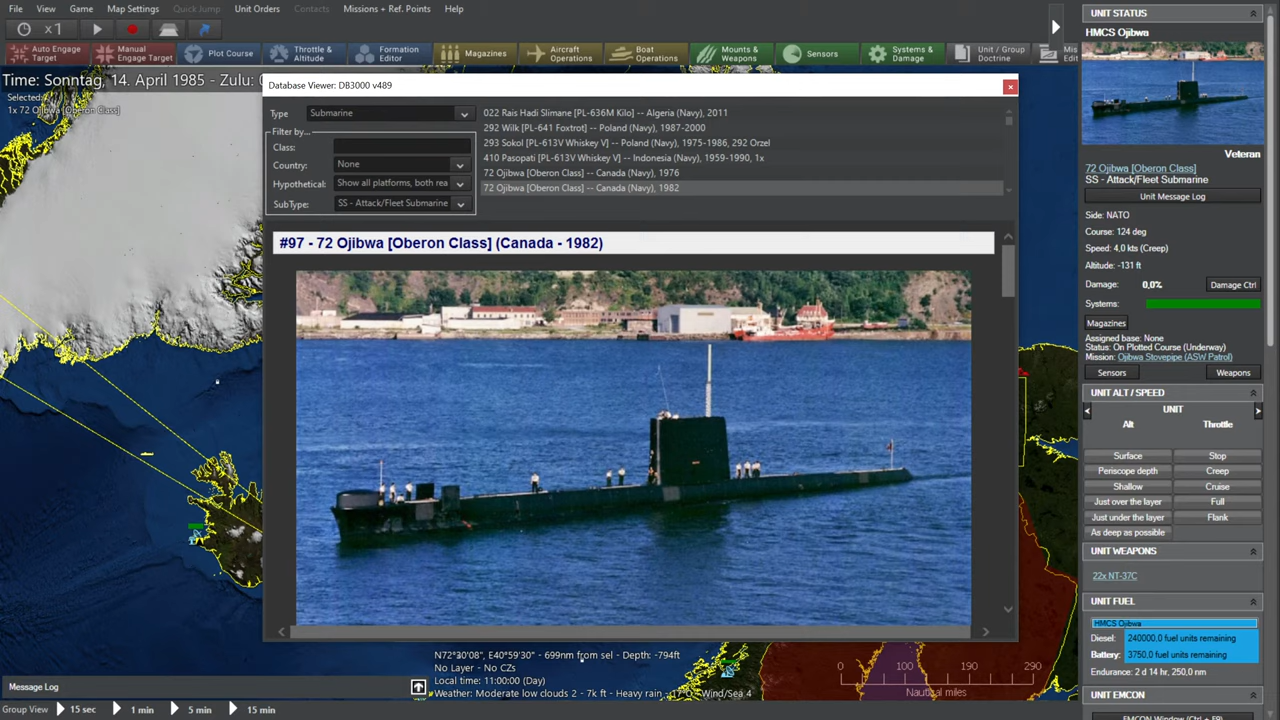 File View Game Map Settings Quick Jump Unit Orders Contacts Missions + Ref. Points Help
x1
Auto Engage Target
Manual Engage Target
Plot Course
Throttle & Altitude
Formation Editor
Magazines
Aircraft Operations
Boat Operations
Mounts & Weapons
Sensors
Systems & Damage
Unit / Group Doctrine
Time: Sonntag, 14. April 1985 - Zulu:
Selected:
1x 72 Ojibwa [Oberon Class]
Database Viewer: DB3000 v489
Type Submarine
Filter by...
Class:
Country: None
Hypothetical: Show all platforms, both rea
SubType: SS - Attack/Fleet Submarine
022 Rais Hadi Slimane [PL-636M Kilo] -- Algeria (Navy), 2011
292 Wilk [PL-641 Foxtrot] -- Poland (Navy), 1987-2000
293 Sokol [PL-613V Whiskey V] -- Poland (Navy), 1975-1986, 292 Orzel
410 Pasopati [PL-613V Whiskey V] -- Indonesia (Navy), 1959-1990, 1x
72 Ojibwa [Oberon Class] -- Canada (Navy), 1976
72 Ojibwa [Oberon Class] -- Canada (Navy), 1982
#97 - 72 Ojibwa [Oberon Class] (Canada - 1982)
N72°30'08", E40°59'30" - 699nm from sel - Depth: -794ft
No Layer - No CZs
Local time: 11:00:00 (Day)
Weather: Moderate low clouds 2 - 7k ft - Heavy rain - Wind/Sea 4
0 100 190 290
Nautical miles
Message Log
Group View 15 sec 1 min 5 min 15 min
UNIT STATUS
HMCS Ojibwa
Veteran
72 Ojibwa [Oberon Class]
SS - Attack/Fleet Submarine
Unit Message Log
Side: NATO
Course: 124 deg
Speed: 4,0 kts (Creep)
Altitude: -131 ft
Damage: 0,0% Damage Ctrl
Systems:
Magazines
Assigned base: None
Status: On Plotted Course (Underway)
Mission: Ojibwa Stovepipe (ASW Patrol)
Sensors Weapons
UNIT ALT / SPEED
UNIT
Alt Throttle
Surface Stop
Periscope depth Creep
Shallow Cruise
Just over the layer Full
Just under the layer Flank
As deep as possible
UNIT WEAPONS
22x NT-37C
UNIT FUEL
HMCS Ojibwa
Diesel: 240000,0 fuel units remaining
Battery: 3750,0 fuel units remaining
Endurance: 2 d 14 hr, 250,0 nm
UNIT EMCON
EMCON Window (Ctrl + F9)